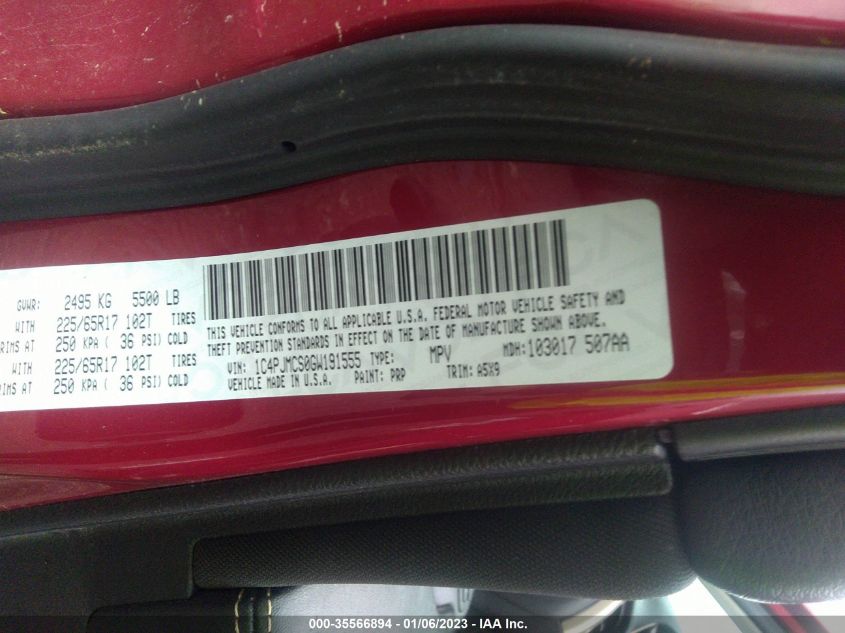 GVWR: 2495 KG 5500 LB
WITH 225/65R17 102T TIRES
RIMS AT 250 KPA ( 36 PSI) COLD
WITH 225/65R17 102T TIRES
RIMS AT 250 KPA ( 36 PSI) COLD
THIS VEHICLE CONFORMS TO ALL APPLICABLE U.S.A. FEDERAL MOTOR VEHICLE SAFETY AND
THEFT PREVENTION STANDARDS IN EFFECT ON THE DATE OF MANUFACTURE SHOWN ABOVE.
VIN: 1C4PJMCS0GW191555 TYPE: MPV MDH: 103017 507AA
VEHICLE MADE IN U.S.A. PAINT: PRP TRIM: A5X9
000-35566894 - 01/06/2023 - IAA Inc.